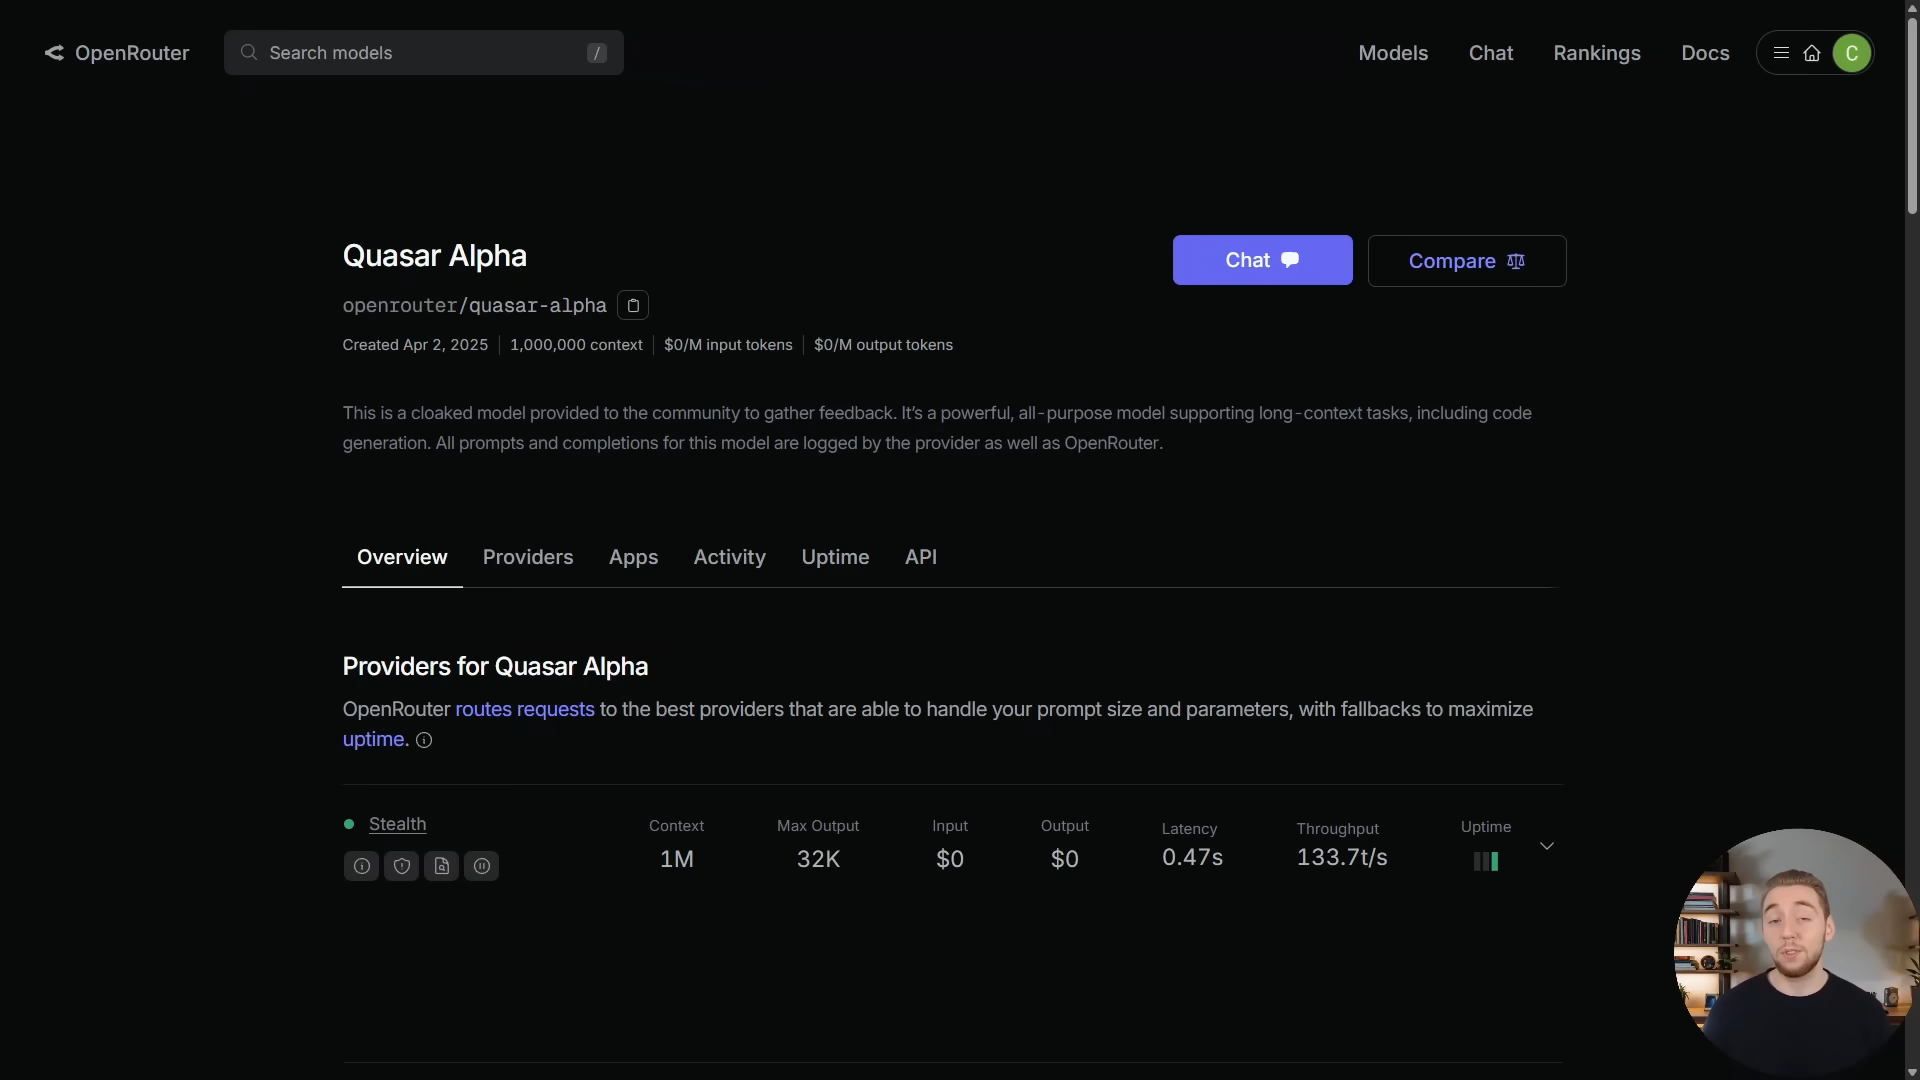 OpenRouter
Search models
/
Models
Chat
Rankings
Docs
C
Quasar Alpha
Chat
Compare
openrouter/quasar-alpha
Created Apr 2, 2025
1,000,000 context
$0/M input tokens
$0/M output tokens
This is a cloaked model provided to the community to gather feedback. It’s a powerful, all-purpose model supporting long-context tasks, including code
generation. All prompts and completions for this model are logged by the provider as well as OpenRouter.
Overview
Providers
Apps
Activity
Uptime
API
Providers for Quasar Alpha
OpenRouter routes requests to the best providers that are able to handle your prompt size and parameters, with fallbacks to maximize
uptime.
Stealth
Context
1M
Max Output
32K
Input
$0
Output
$0
Latency
0.47s
Throughput
133.7t/s
Uptime